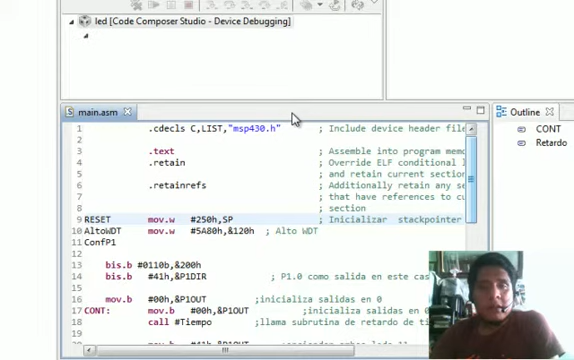 led [Code Composer Studio - Device Debugging]
main.asm
1 .cdecls C,LIST,"msp430.h" ; Include device header file
2
3 .text ; Assemble into program memo
4 .retain ; Override ELF conditional l
5 ; and retain current section
6 .retainrefs ; Additionally retain any se
7 ; that have references to cu
8 ; section
9 RESET mov.w #250h,SP ; Inicializar stackpointer
10 AltoWDT mov.w #5A80h,&120h ; Alto WDT
11 ConfP1
12
13 bis.b #0110b,&200h
14 bis.b #41h,&P1DIR ; P1.0 como salida en este cas
15
16 mov.b #00h,&P1OUT ;inicializa salidas en 0
17 CONT: mov.b #00h,&P1OUT ;inicializa salidas en 0
18 call #Tiempo ;llama subrutina de retardo de t
Outline
CONT
Retardo